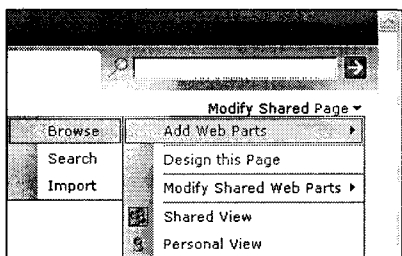 Modify Shared Page
Browse
Add Web Parts
Search
Design this Page
Import
Modify Shared Web Parts
Shared View
Personal View